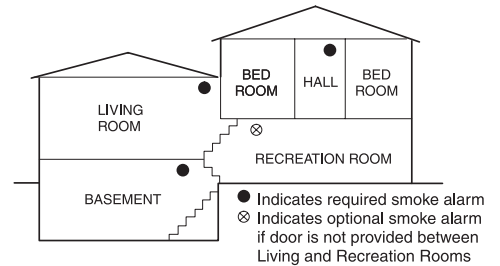 BED
ROOM
HALL
BED
ROOM
LIVING
ROOM
RECREATION ROOM
BASEMENT
Indicates required smoke alarm
Indicates optional smoke alarm
if door is not provided between
Living and Recreation Rooms